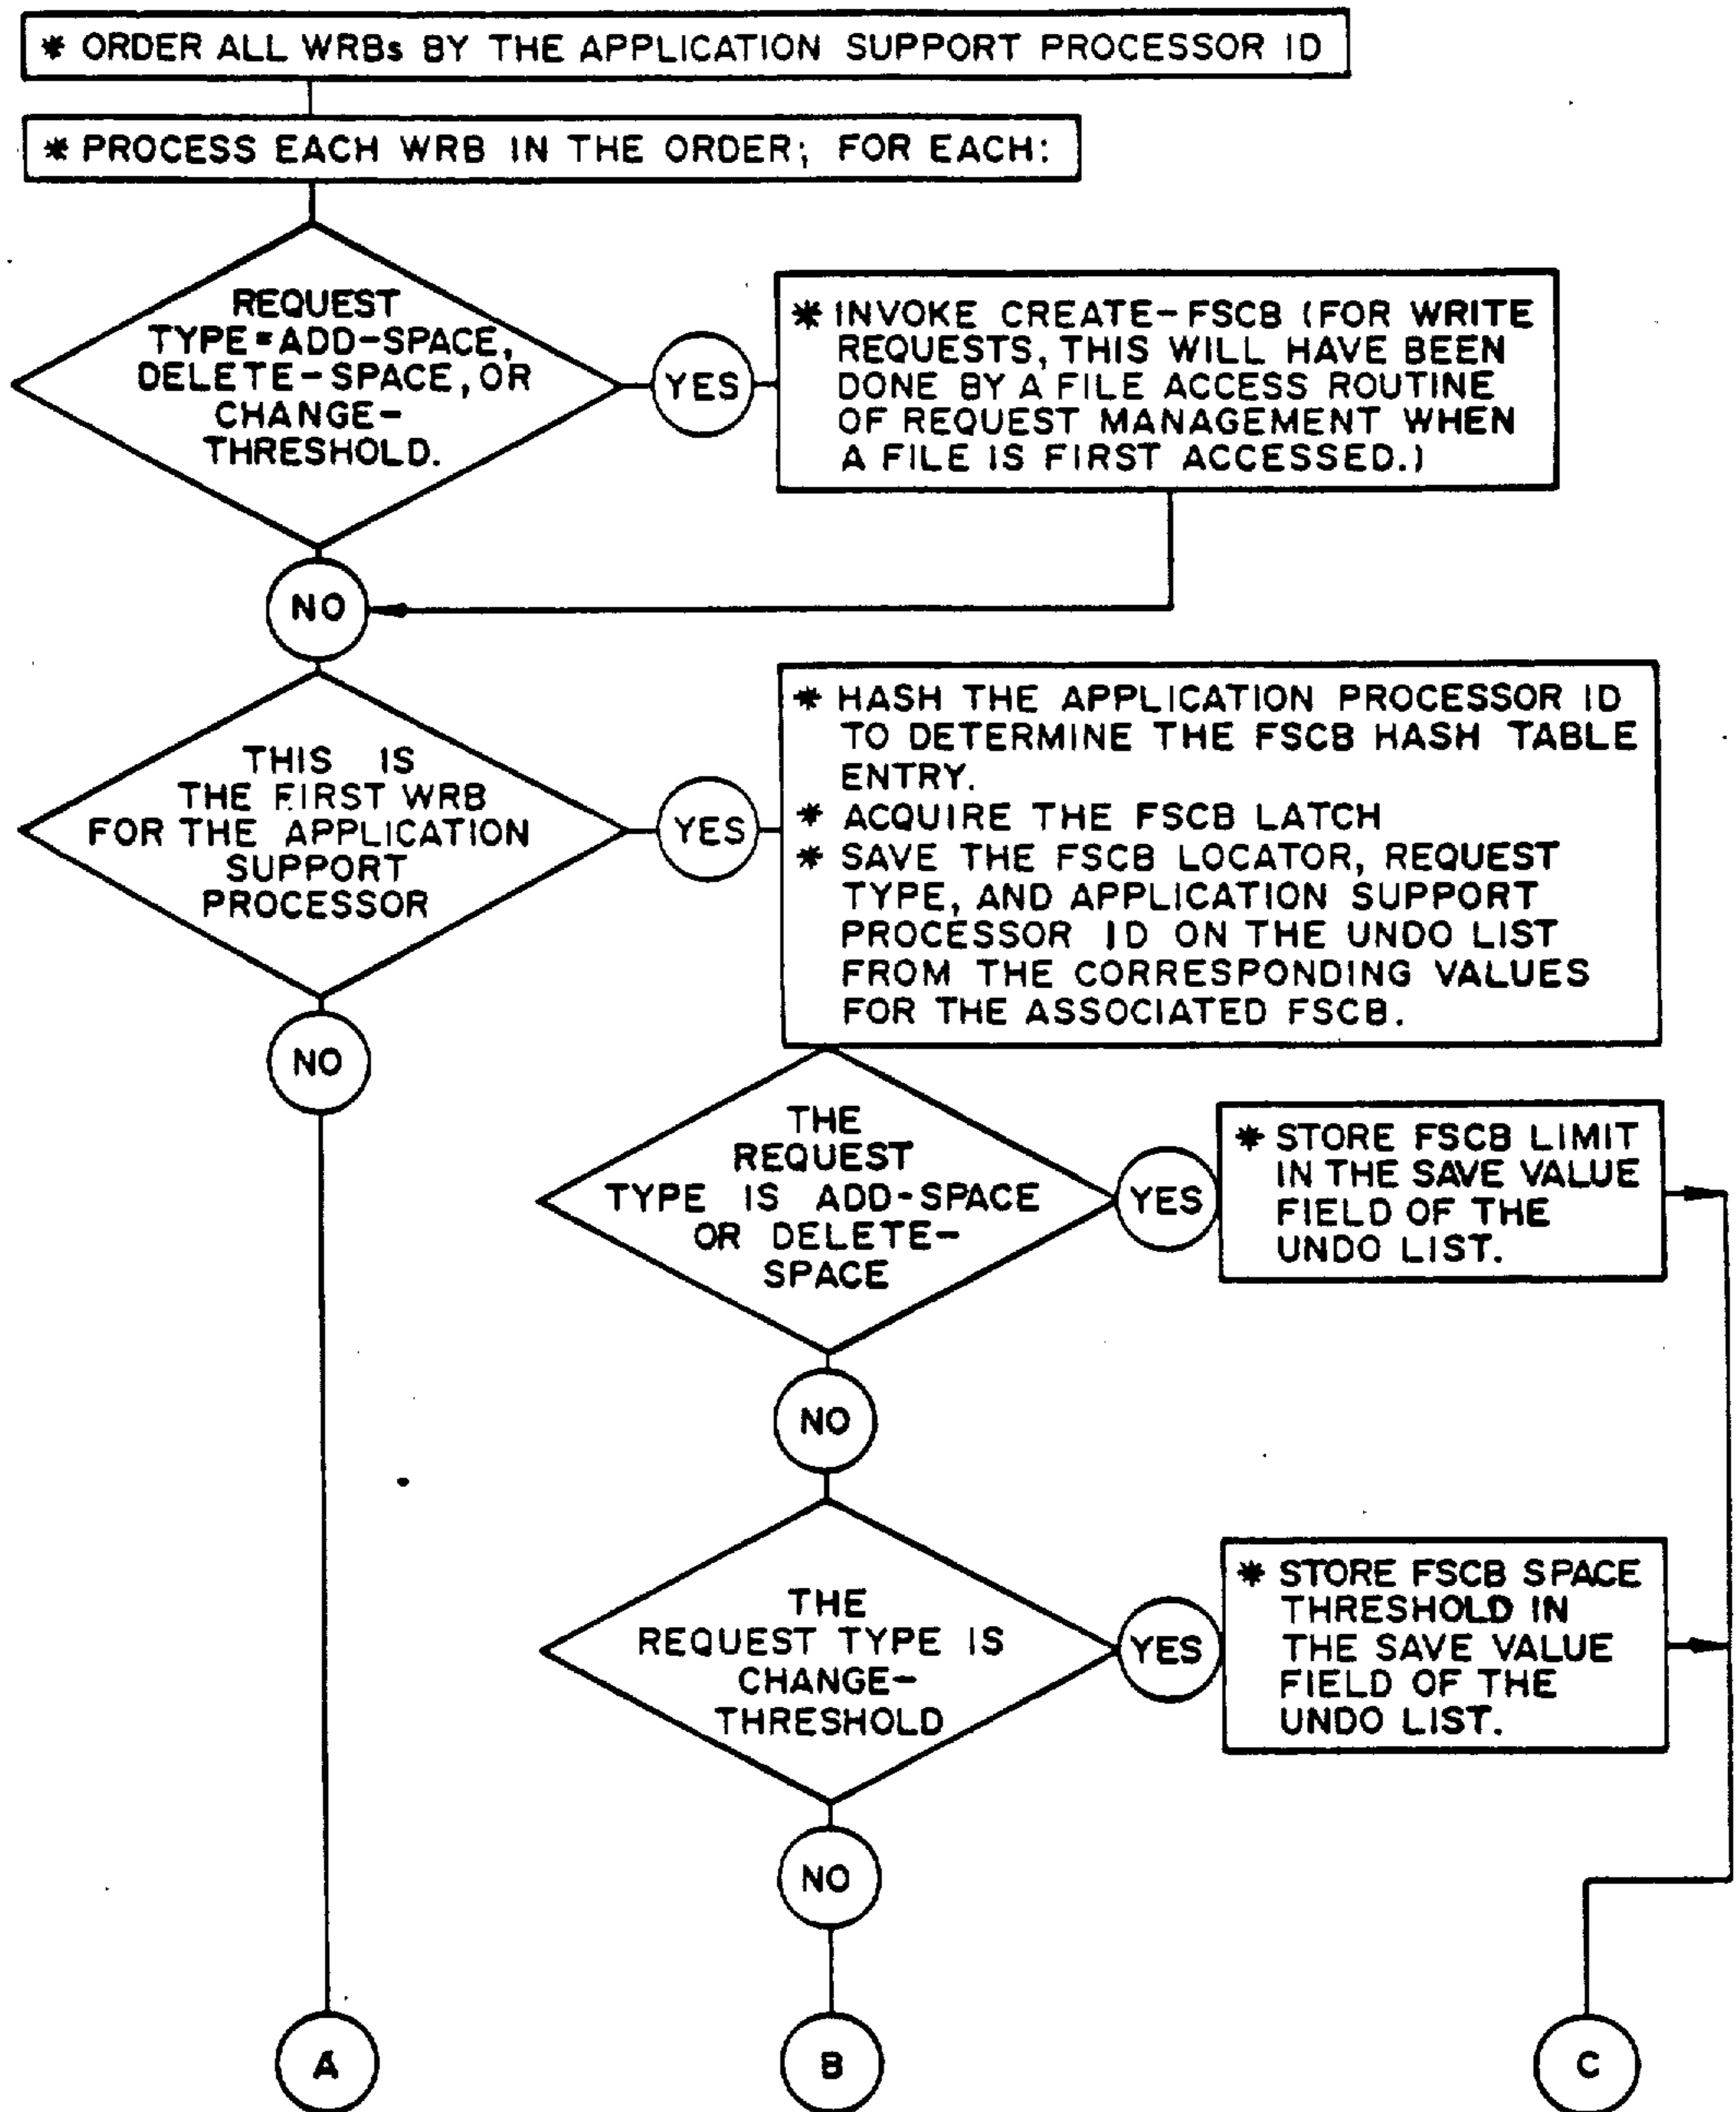 * ORDER ALL WRBs BY THE APPLICATION SUPPORT PROCESSOR ID
* PROCESS EACH WRB IN THE ORDER; FOR EACH:
REQUEST
TYPE=ADD-SPACE,
DELETE-SPACE, OR
CHANGE-
THRESHOLD.
YES
* INVOKE CREATE-FSCB (FOR WRITE
REQUESTS, THIS WILL HAVE BEEN
DONE BY A FILE ACCESS ROUTINE
OF REQUEST MANAGEMENT WHEN
A FILE IS FIRST ACCESSED.)
NO
THIS IS
THE FIRST WRB
FOR THE APPLICATION
SUPPORT
PROCESSOR
YES
* HASH THE APPLICATION PROCESSOR ID
TO DETERMINE THE FSCB HASH TABLE
ENTRY.
* ACQUIRE THE FSCB LATCH
* SAVE THE FSCB LOCATOR, REQUEST
TYPE, AND APPLICATION SUPPORT
PROCESSOR ID ON THE UNDO LIST
FROM THE CORRESPONDING VALUES
FOR THE ASSOCIATED FSCB.
NO
THE
REQUEST
TYPE IS ADD-SPACE
OR DELETE-
SPACE
YES
* STORE FSCB LIMIT
IN THE SAVE VALUE
FIELD OF THE
UNDO LIST.
NO
THE
REQUEST TYPE IS
CHANGE-
THRESHOLD
YES
* STORE FSCB SPACE
THRESHOLD IN
THE SAVE VALUE
FIELD OF THE
UNDO LIST.
NO
A
B
C